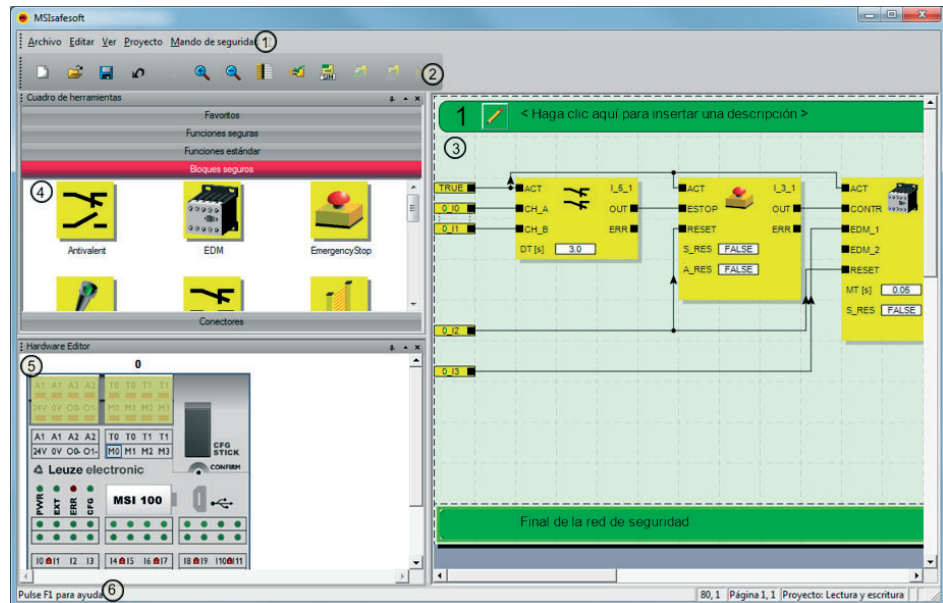 MSIsafesoft
Archivo Editar Ver Proyecto Mando de seguridad 1
SIM 2
Cuadro de herramientas
Favoritos
Funciones seguras
Funciones estándar
Bloques seguros
4
Antivalent EDM EmergencyStop
Conectores
1 < Haga clic aquí para insertar una descripción >
3
TRUE ACT I_5_1 ACT I_3_1 ACT
0_I0 CH_A OUT ESTOP OUT CONTR
0_I1 CH_B ERR RESET ERR EDM_1
DT [s] 3.0 S_RES FALSE EDM_2
A_RES FALSE RESET
MT [s] 0.06
0_I2 S_RES FALSE
0_I3
Final de la red de seguridad
Hardware Editor
5 0
A1 A1 A2 A2 T0 T0 T1 T1
24V 0V O0- O1- M0 M1 M2 M3
A1 A1 A2 A2 T0 T0 T1 T1
24V 0V O0- O1- M0 M1 M2 M3
CFG
STICK
CONFIRM
Leuze electronic
PWR EXT ERR CFG
MSI 100
I0 I1 I2 I3 I4 I5 I6 I7 I8 I9 I10 I11
Pulse F1 para ayuda 6
80, 1 Página 1, 1 Proyecto: Lectura y escritura